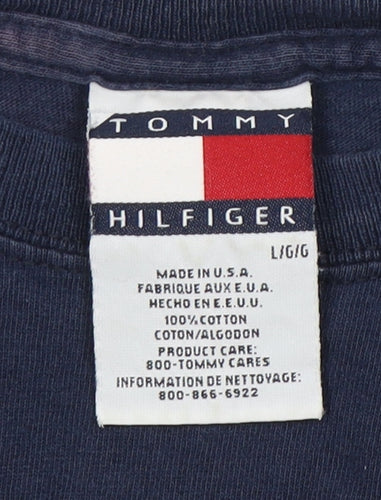 TOMMY
HILFIGER
L/G/G
MADE IN U.S.A.
FABRIQUE AUX E.U.A.
HECHO EN E.E.U.U.
100% COTTON
COTON/ALGODON
PRODUCT CARE:
800-TOMMY CARES
INFORMATION DE NETTOYAGE:
800-866-6922